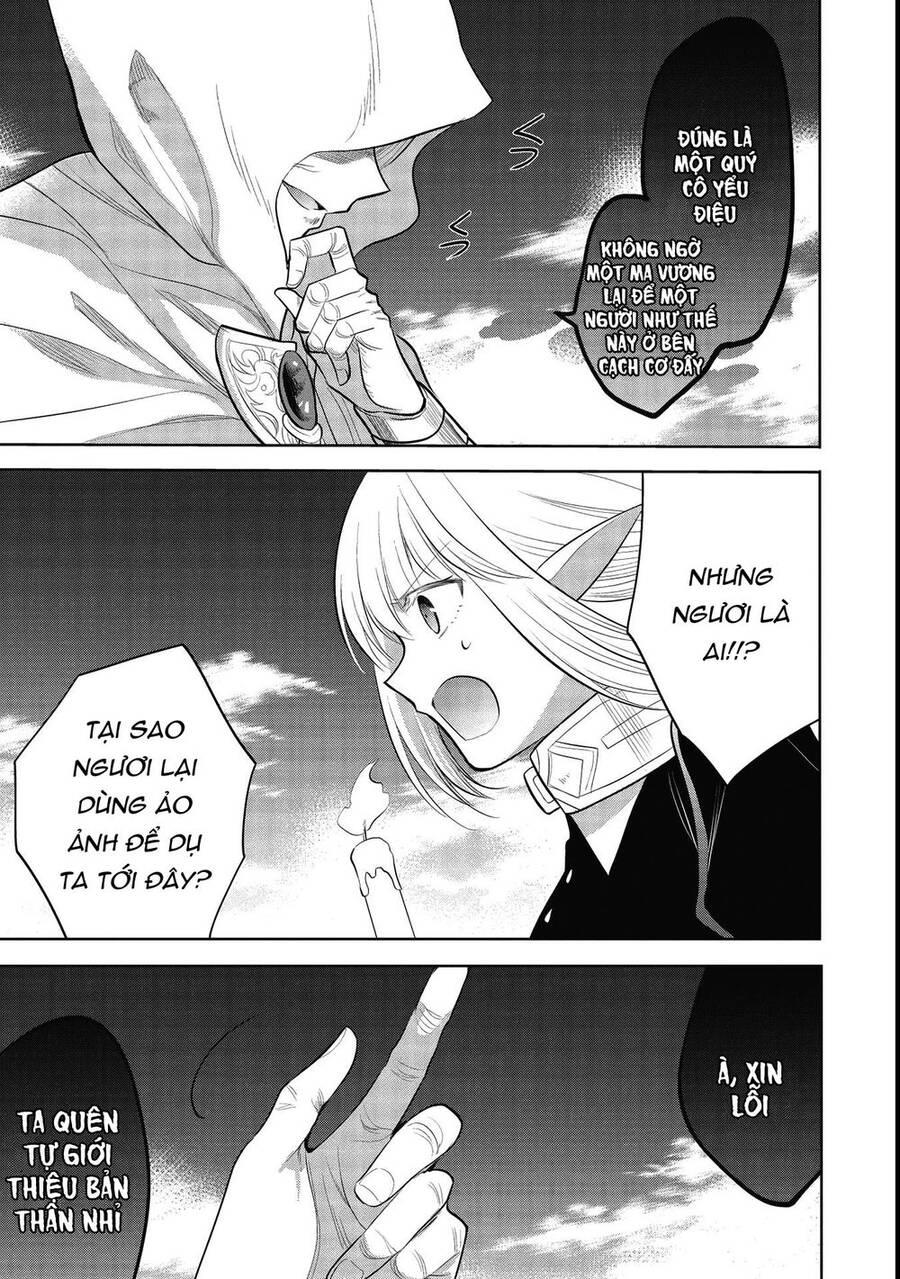 ĐÚNG LÀ
MỘT QUÝ
CÔ YỂU
ĐIỆU
KHÔNG NGỜ
MỘT MA VƯƠNG
LẠI ĐỂ MỘT
NGƯỜI NHƯ THẾ
NÀY Ở BÊN
CẠCH CƠ ĐẤY
NHƯNG
NGƯƠI LÀ
AI!!?
TẠI SAO
NGƯƠI LẠI
DÙNG ẢO
ẢNH ĐỂ DỤ
TA TỚI ĐÂY?
À, XIN
LỖI
TA QUÊN
TỰ GIỚI
THIỆU BẢN
THÂN NHỈ